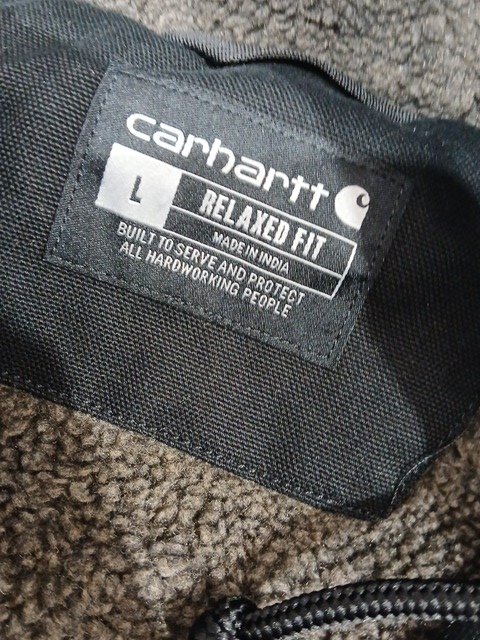 carhartt
L
RELAXED FIT
MADE IN INDIA
BUILT TO SERVE AND PROTECT
ALL HARDWORKING PEOPLE